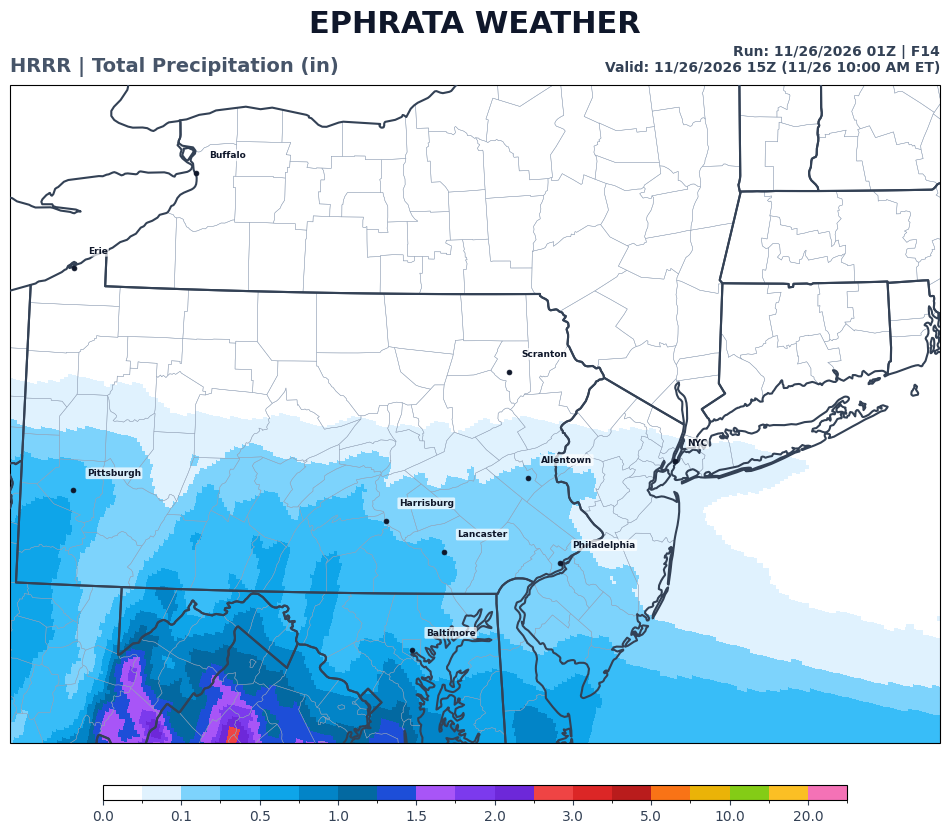 EPHRATA WEATHER
Run: 11/26/2026 01Z | F14
HRRR | Total Precipitation (in)
Valid: 11/26/2026 15Z (11/26 10:00 AM ET)
Buffalo
Erie
Scranton
NYC
Allentown
Pittsburgh
Harrisburg
Lancaster
Philadelphia
Baltimore
0.0 0.1 0.5 1.0 1.5 2.0 3.0 5.0 10.0 20.0